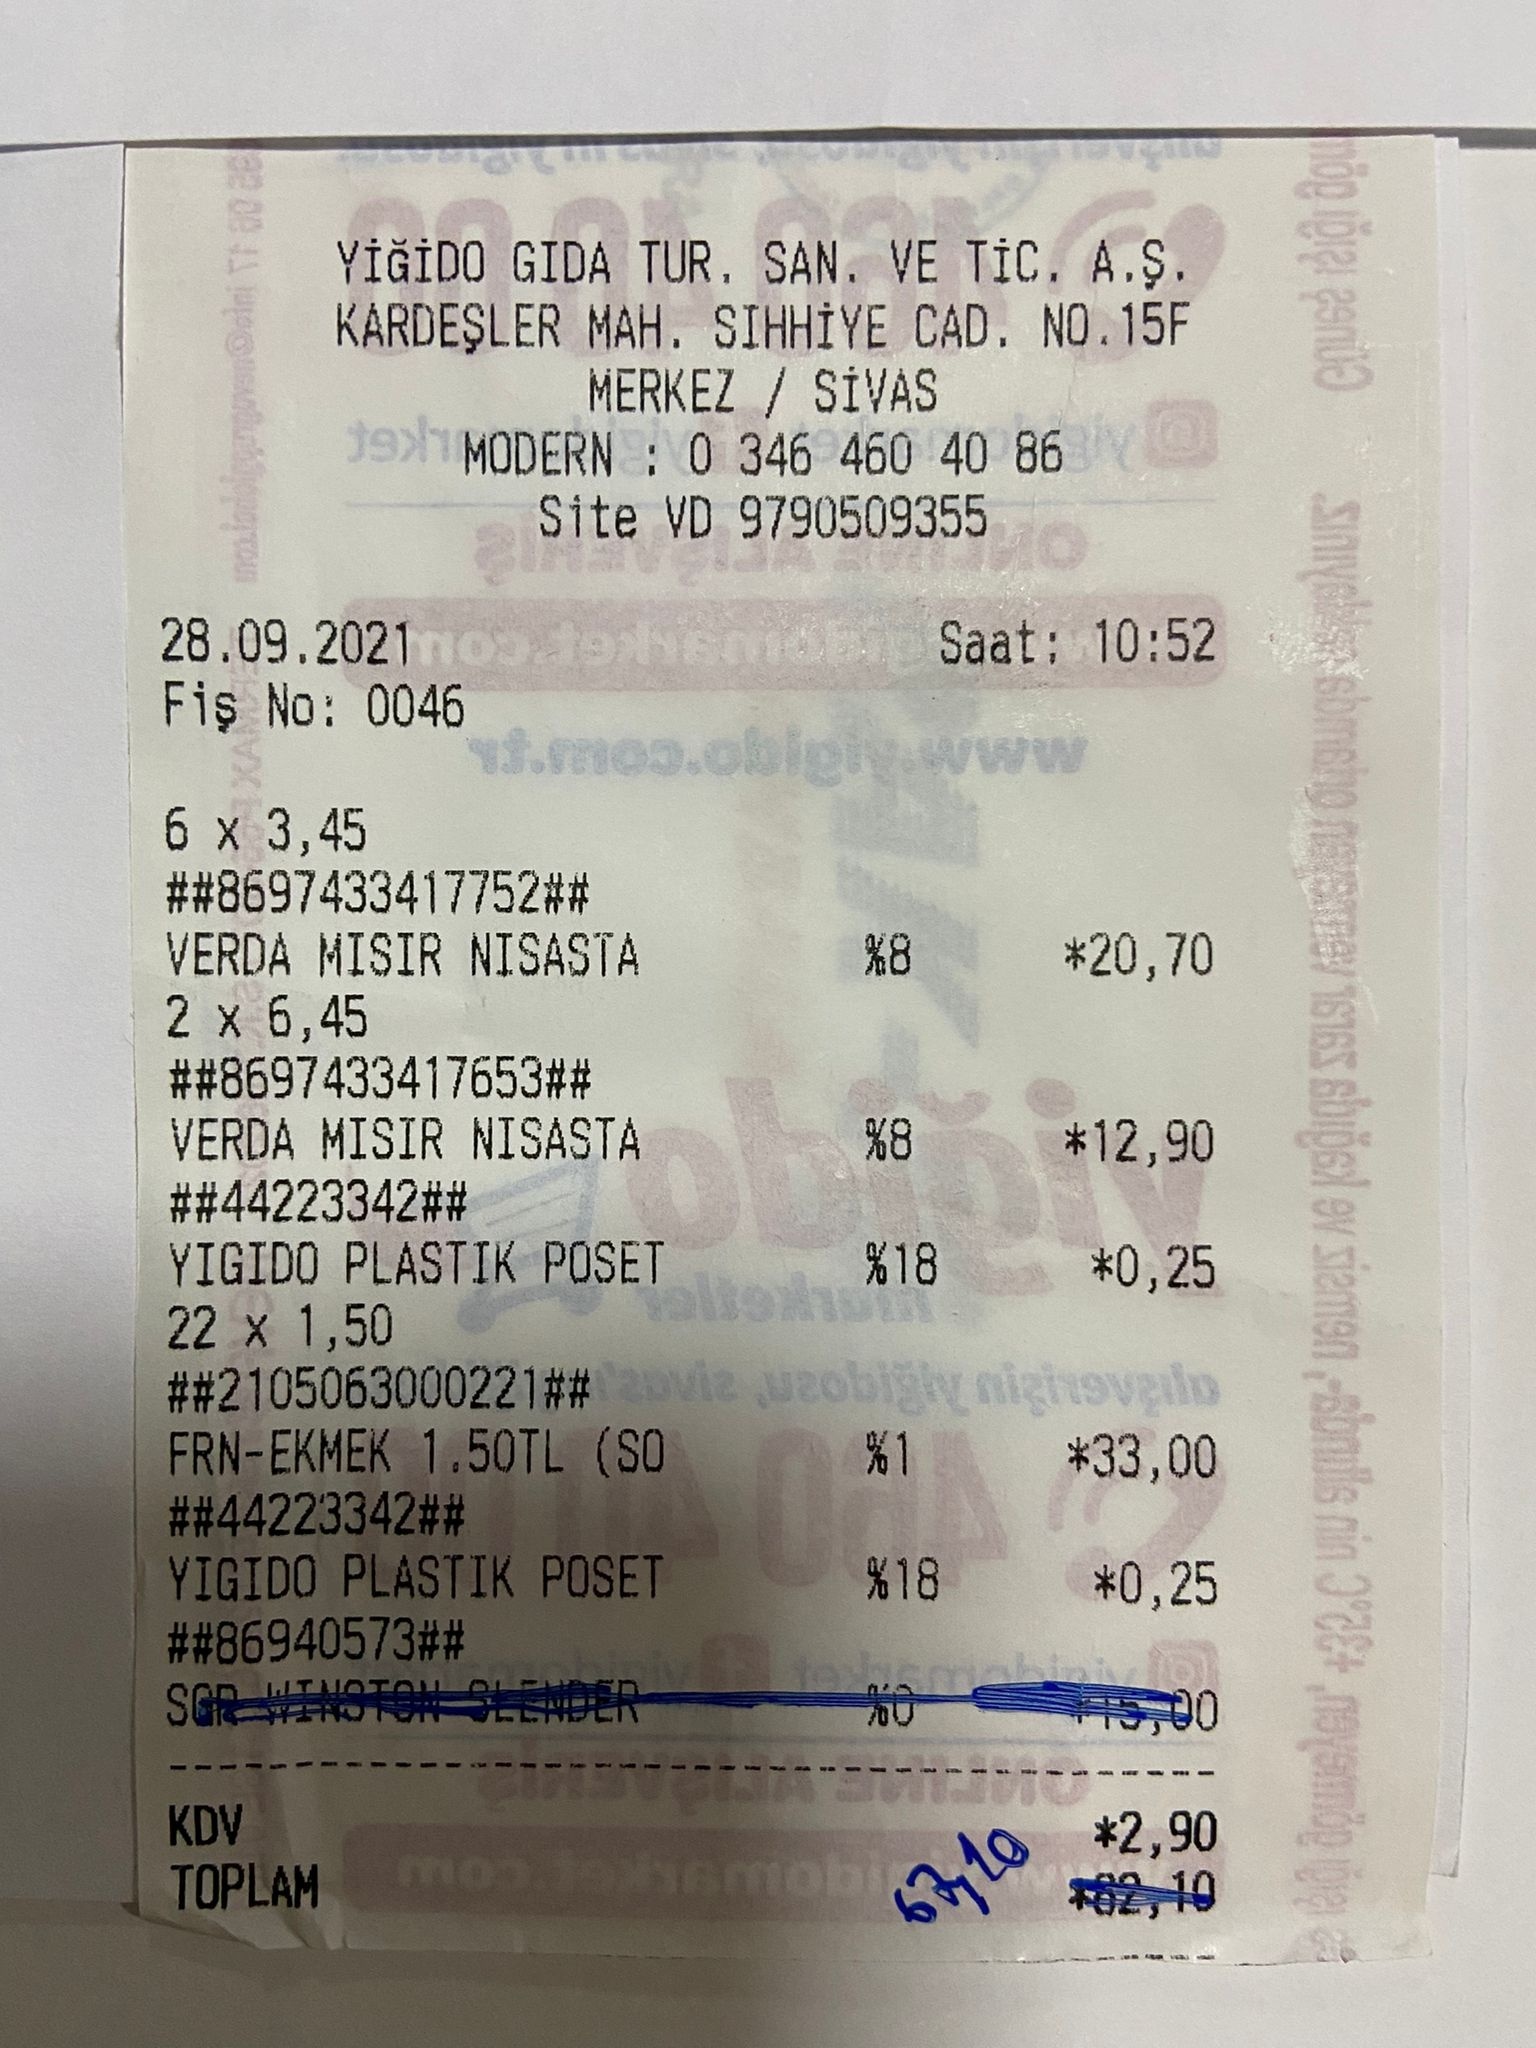 YİĞİDO GIDA TUR. SAN. VE TİC. A.Ş.
KARDEŞLER MAH. SIHHİYE CAD. NO.15F
MERKEZ / SİVAS
MODERN : 0 346 460 40 86
Site VD 9790509355
28.09.2021 Saat: 10:52
Fiş No: 0046
6 x 3,45
##8697433417752##
VERDA MISIR NISASTA %8 *20,70
2 x 6,45
##8697433417653##
VERDA MISIR NISASTA %8 *12,90
##44223342##
YIGIDO PLASTIK POSET %18 *0,25
22 x 1,50
##2105063000221##
FRN-EKMEK 1.50TL (SO %1 *33,00
##44223342##
YIGIDO PLASTIK POSET %18 *0,25
##86940573##
SGR WINSTON SLENDER %0 *15,00
KDV *2,90
TOPLAM 67,10 *82,10